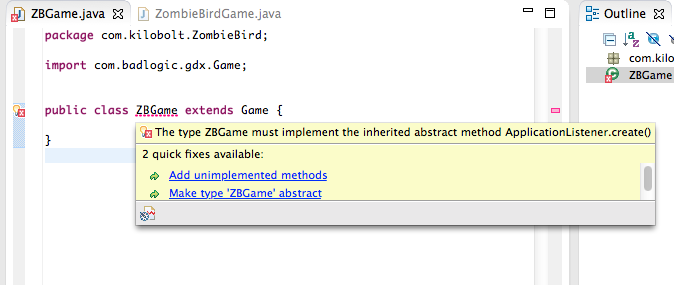 ZBGame.java
ZombieBirdGame.java
Outline
package com.kilobolt.ZombieBird;
import com.badlogic.gdx.Game;
public class ZBGame extends Game {
}
The type ZBGame must implement the inherited abstract method ApplicationListener.create()
2 quick fixes available:
Add unimplemented methods
Make type 'ZBGame' abstract
com.kilo
ZBGame